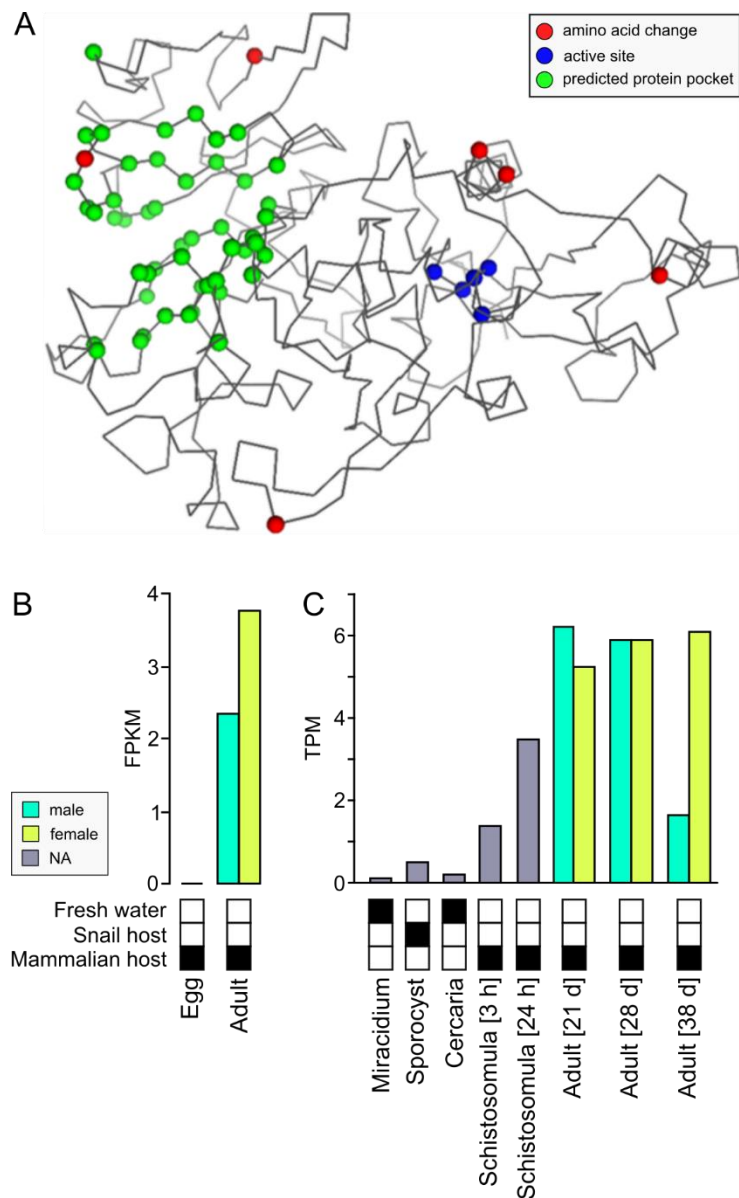 A
amino acid change
active site
predicted protein pocket
B
C
4
3
2
1
0
FPKM
6
4
2
0
TPM
male
female
NA
Fresh water
Snail host
Mammalian host
Egg
Adult
Miracidium
Sporocyst
Cercaria
Schistosomula [3 h]
Schistosomula [24 h]
Adult [21 d]
Adult [28 d]
Adult [38 d]